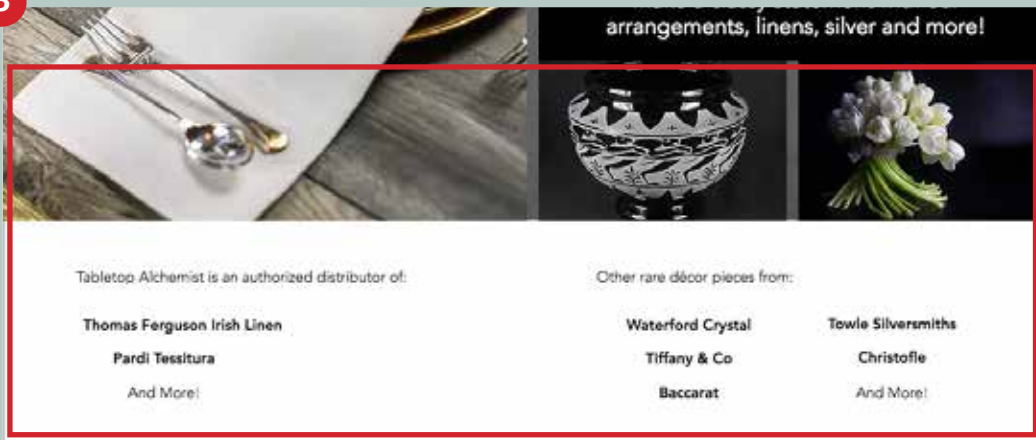 arrangements, linens, silver and more!
Tabletop Alchemist is an authorized distributor of:
Thomas Ferguson Irish Linen
Pardi Tessitura
And More!
Other rare décor pieces from:
Waterford Crystal
Tiffany & Co
Baccarat
Towle Silversmiths
Christofle
And More!